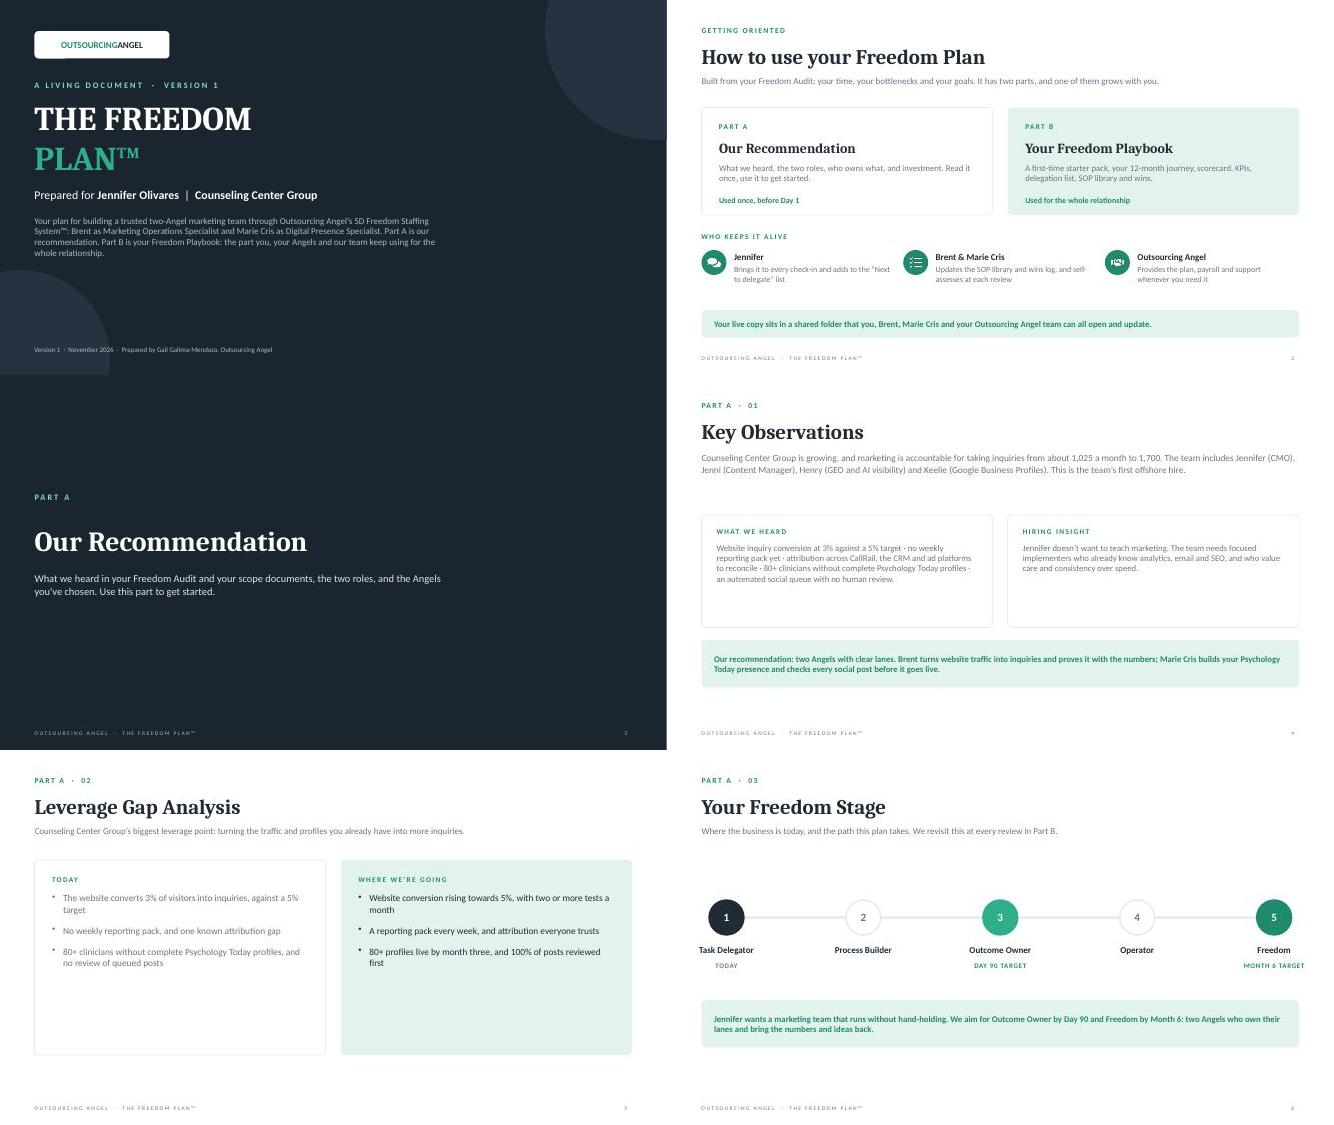 OUTSOURCINGANGEL
A LIVING DOCUMENT · VERSION 1
THE FREEDOM
PLAN™
Prepared for Jennifer Olivares | Counseling Center Group
Your plan for building a trusted two-Angel marketing team through Outsourcing Angel's 5D Freedom Staffing
System™: Brent as Marketing Operations Specialist and Marie Cris as Digital Presence Specialist. Part A is our
recommendation. Part B is your Freedom Playbook: the part you, your Angels and our team keep using for the
whole relationship.
Version 1 · November 2026 · Prepared by Gail Galima-Mendoza, Outsourcing Angel
GETTING ORIENTED
How to use your Freedom Plan
Built from your Freedom Audit: your time, your bottlenecks and your goals. It has two parts, and one of them grows with you.
PART A
Our Recommendation
What we heard, the two roles, who owns what, and investment. Read it
once, use it to get started.
Used once, before Day 1
PART B
Your Freedom Playbook
A first-time starter pack, your 12-month journey, scorecard, KPIs,
delegation list, SOP library and wins.
Used for the whole relationship
WHO KEEPS IT ALIVE
Jennifer
Brings it to every check-in and adds to the "Next
to delegate" list
Brent & Marie Cris
Updates the SOP library and wins log, and self-
assesses at each review
Outsourcing Angel
Provides the plan, payroll and support
whenever you need it
Your live copy sits in a shared folder that you, Brent, Marie Cris and your Outsourcing Angel team can all open and update.
OUTSOURCING ANGEL · THE FREEDOM PLAN™
2
PART A
Our Recommendation
What we heard in your Freedom Audit and your scope documents, the two roles, and the Angels
you've chosen. Use this part to get started.
OUTSOURCING ANGEL · THE FREEDOM PLAN™
3
PART A · 01
Key Observations
Counseling Center Group is growing, and marketing is accountable for taking inquiries from about 1,025 a month to 1,700. The team includes Jennifer (CMO),
Jenni (Content Manager), Henry (GEO and AI visibility) and Keelie (Google Business Profiles). This is the team's first offshore hire.
WHAT WE HEARD
Website inquiry conversion at 3% against a 5% target · no weekly
reporting pack yet · attribution across CallRail, the CRM and ad platforms
to reconcile · 80+ clinicians without complete Psychology Today profiles ·
an automated social queue with no human review.
HIRING INSIGHT
Jennifer doesn't want to teach marketing. The team needs focused
implementers who already know analytics, email and SEO, and who value
care and consistency over speed.
Our recommendation: two Angels with clear lanes. Brent turns website traffic into inquiries and proves it with the numbers; Marie Cris builds your Psychology
Today presence and checks every social post before it goes live.
OUTSOURCING ANGEL · THE FREEDOM PLAN™
4
PART A · 02
Leverage Gap Analysis
Counseling Center Group's biggest leverage point: turning the traffic and profiles you already have into more inquiries.
TODAY
• The website converts 3% of visitors into inquiries, against a 5%
target
• No weekly reporting pack, and one known attribution gap
• 80+ clinicians without complete Psychology Today profiles, and
no review of queued posts
WHERE WE'RE GOING
• Website conversion rising towards 5%, with two or more tests a
month
• A reporting pack every week, and attribution everyone trusts
• 80+ profiles live by month three, and 100% of posts reviewed
first
OUTSOURCING ANGEL · THE FREEDOM PLAN™
5
PART A · 03
Your Freedom Stage
Where the business is today, and the path this plan takes. We revisit this at every review in Part B.
1
2
3
4
5
Task Delegator
Process Builder
Outcome Owner
Operator
Freedom
TODAY
DAY 90 TARGET
MONTH 6 TARGET
Jennifer wants a marketing team that runs without hand-holding. We aim for Outcome Owner by Day 90 and Freedom by Month 6: two Angels who own their
lanes and bring the numbers and ideas back.
OUTSOURCING ANGEL · THE FREEDOM PLAN™
6